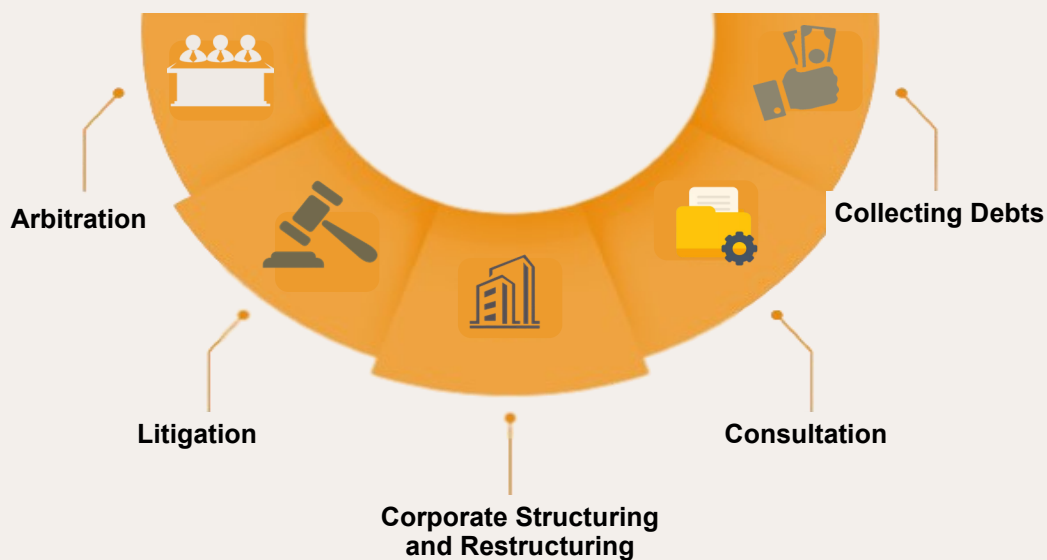 Arbitration
Collecting Debts
Litigation
Consultation
Corporate Structuring
and Restructuring